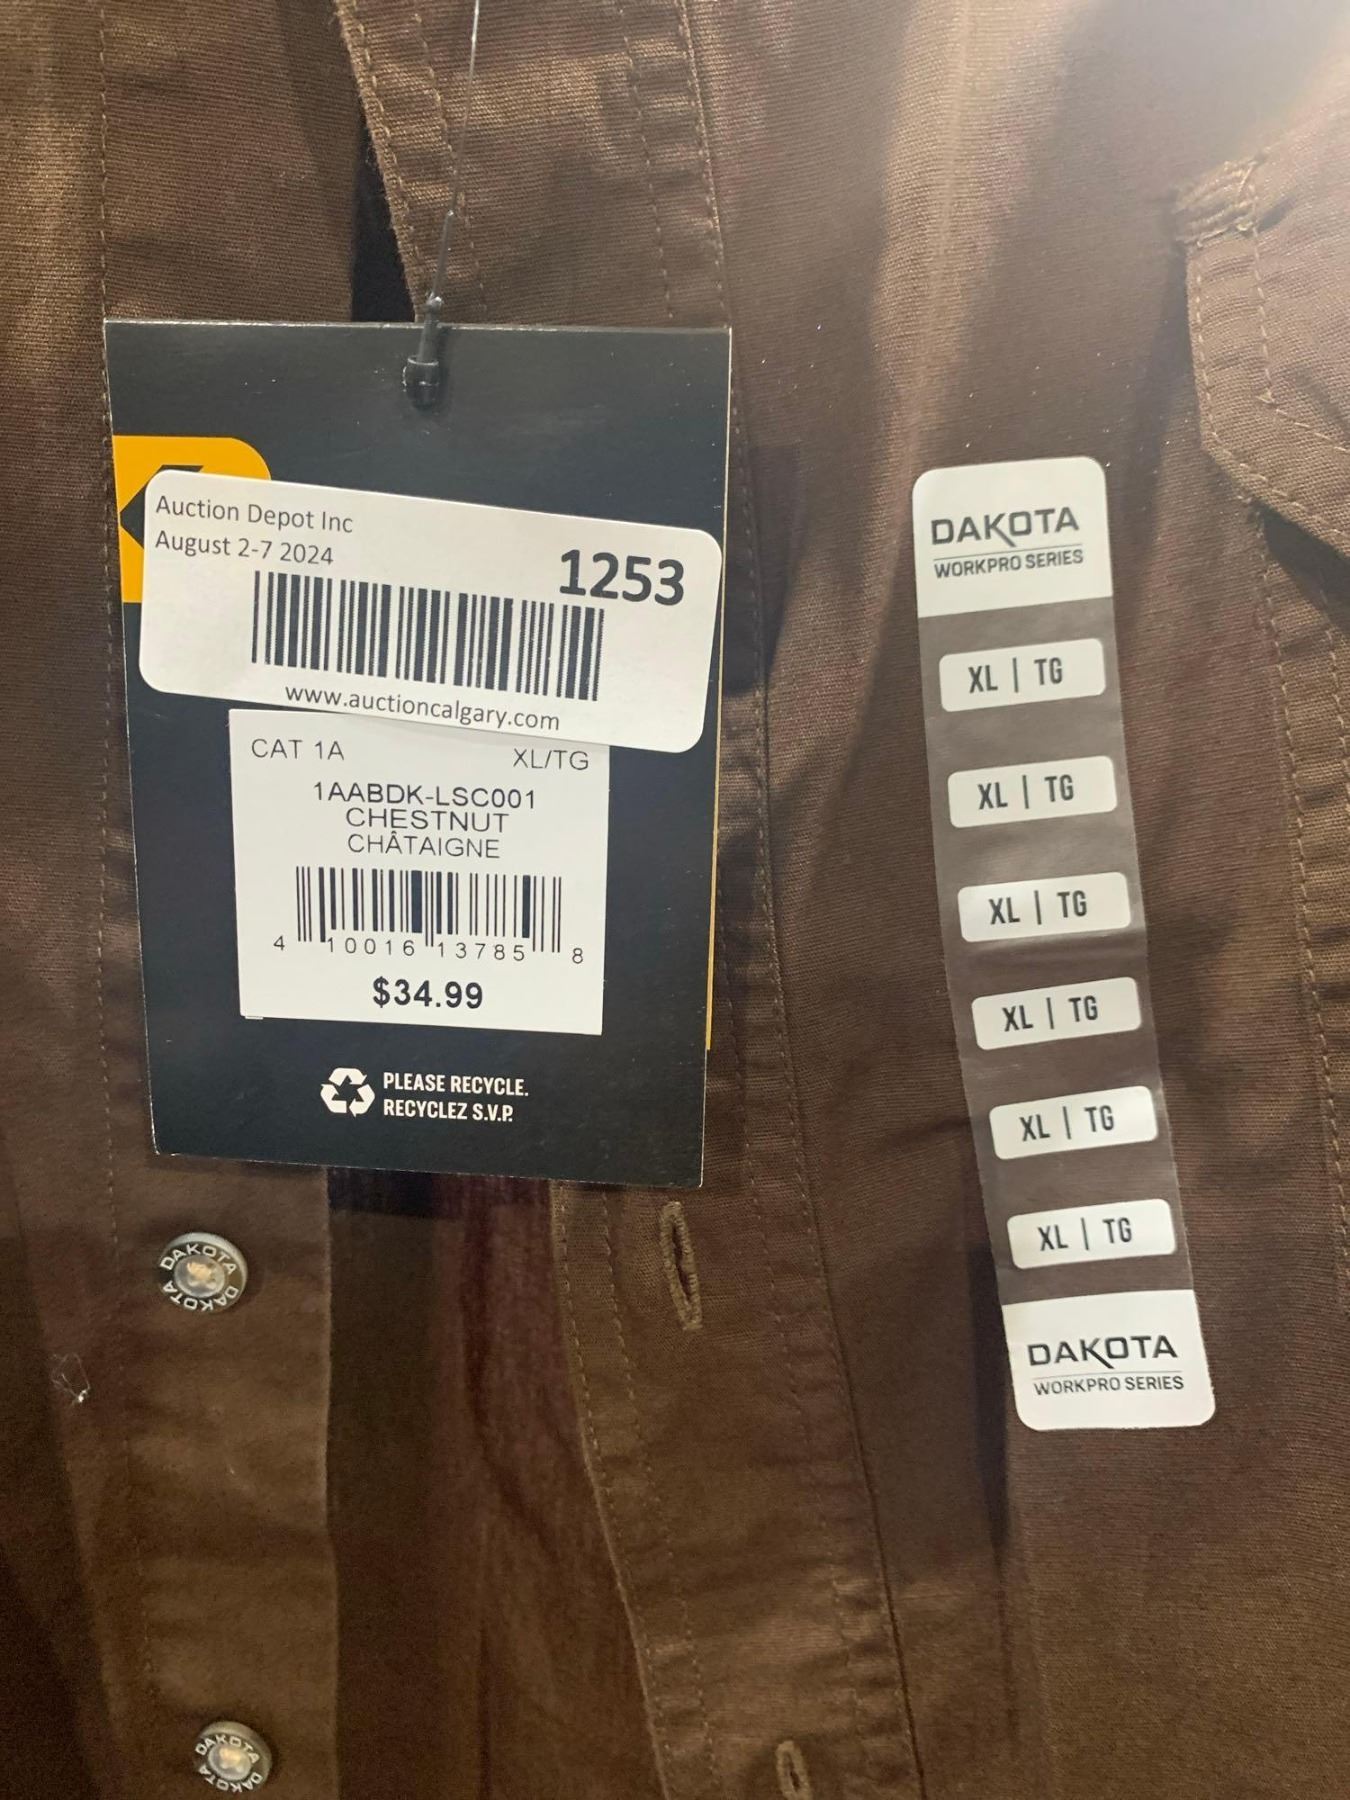 Auction Depot Inc
August 2-7 2024
1253
www.auctioncalgary.com
CAT 1A XL/TG
1AABDK-LSC001
CHESTNUT
CHÂTAIGNE
4 10016 13785 8
$34.99
PLEASE RECYCLE.
RECYCLEZ S.V.P.
DAKOTA
WORKPRO SERIES
XL | TG
XL | TG
XL | TG
XL | TG
XL | TG
XL | TG
DAKOTA
WORKPRO SERIES
DAKOTA DAKOTA
DAKOTA